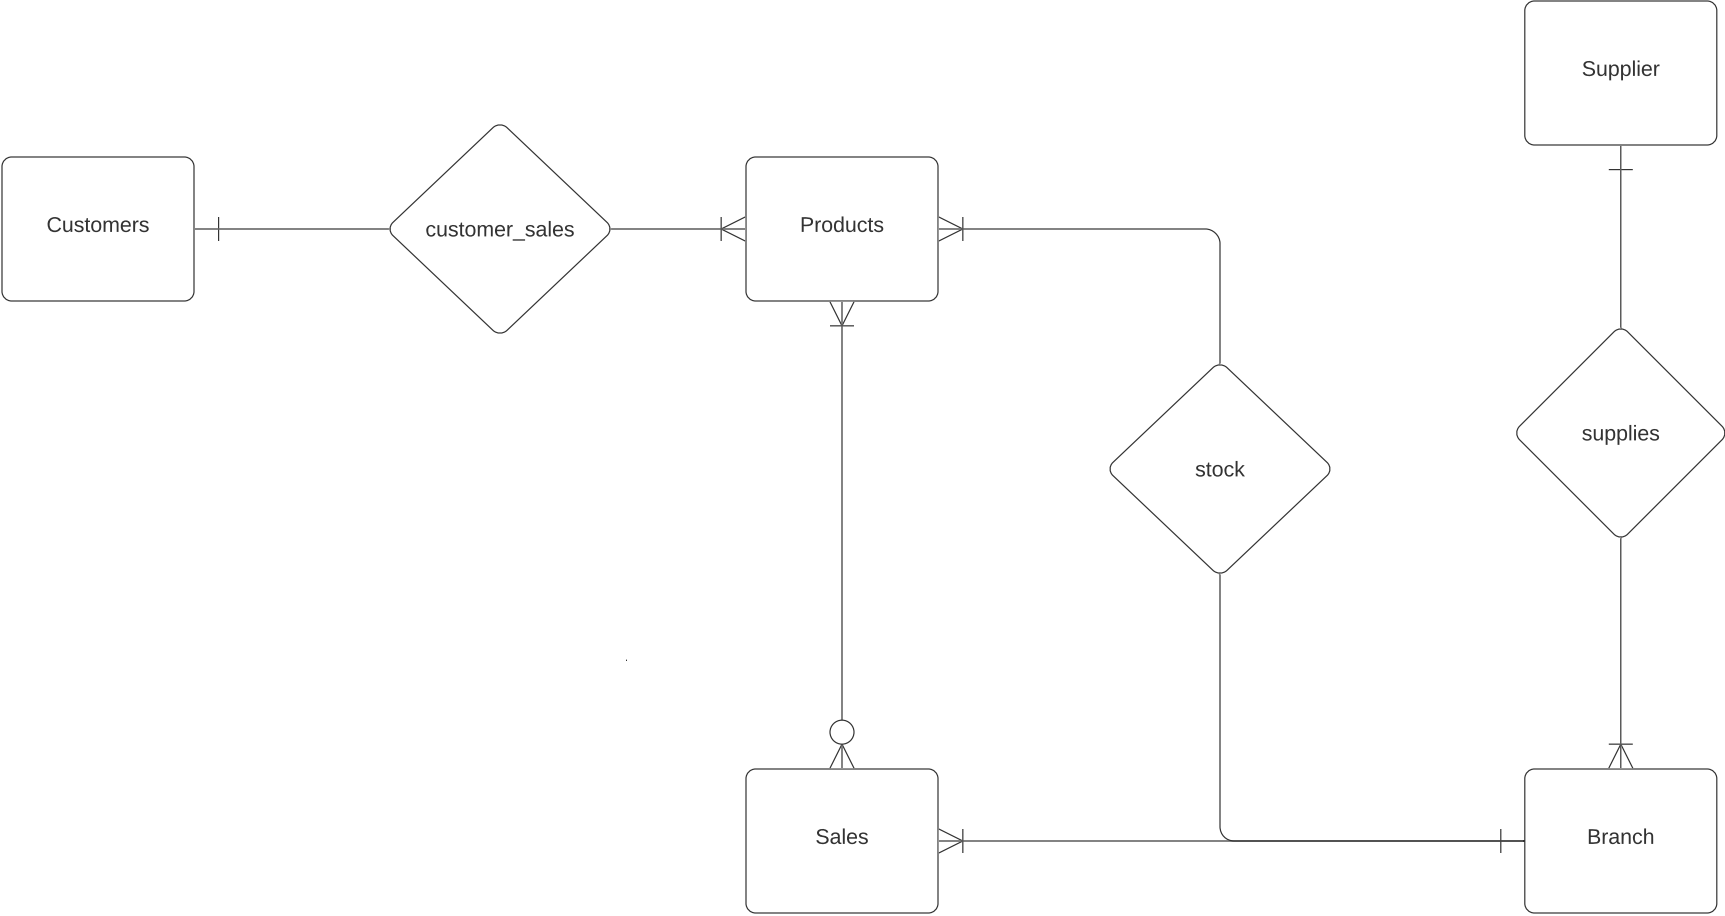 Supplier
Customers
customer_sales
Products
stock
supplies
Sales
Branch